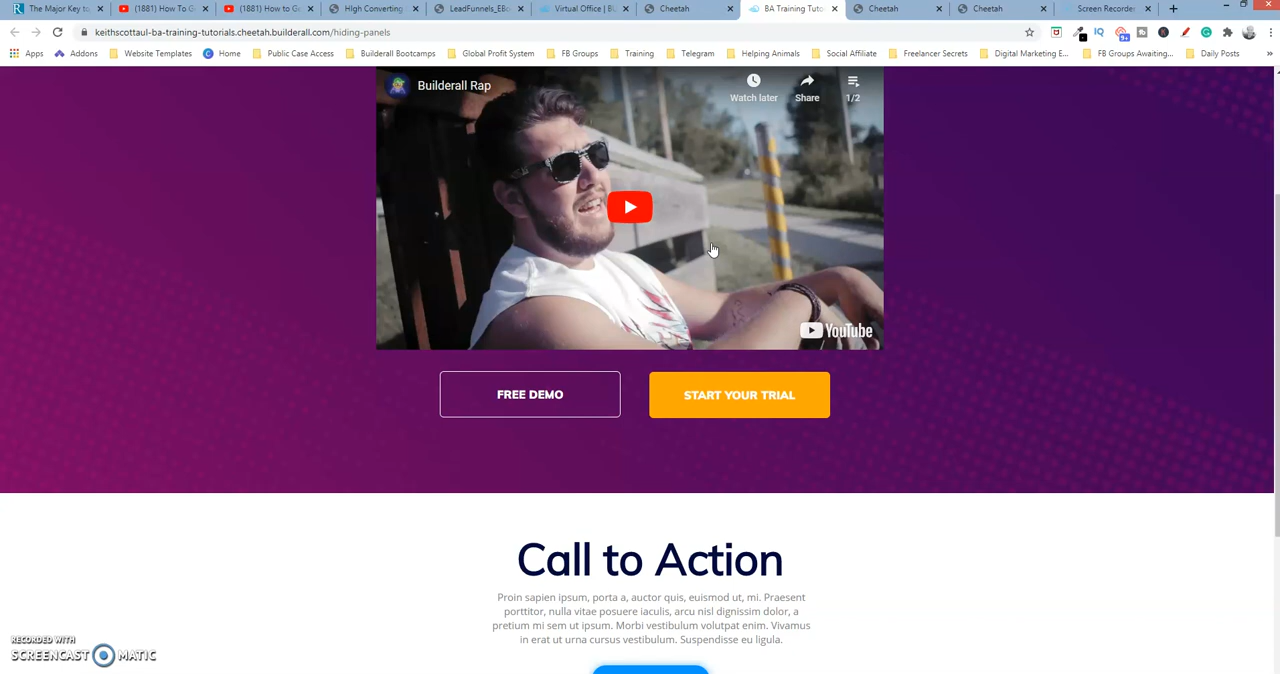 The Major Key to
(1881) How To G
(1881) How to Go
High Converting
LeadFunnels_EBo
Virtual Office | BU
Cheetah
BA Training Tuto
Cheetah
Cheetah
Screen Recorder
keithscottaul-ba-training-tutorials.cheetah.builderall.com/hiding-panels
Apps
Addons
Website Templates
Home
Public Case Access
Builderall Bootcamps
Global Profit System
FB Groups
Training
Telegram
Helping Animals
Social Affiliate
Freelancer Secrets
Digital Marketing E...
FB Groups Awaiting...
Daily Posts
»
Builderall Rap
Watch later
Share
1/2
YouTube
FREE DEMO
START YOUR TRIAL
Call to Action
Proin sapien ipsum, porta a, auctor quis, euismod ut, mi. Praesent
porttitor, nulla vitae posuere iaculis, arcu nisl dignissim dolor, a
pretium mi sem ut ipsum. Morbi vestibulum volutpat enim. Vivamus
in erat ut urna cursus vestibulum. Suspendisse eu ligula.
RECORDED WITH
SCREENCAST MATIC